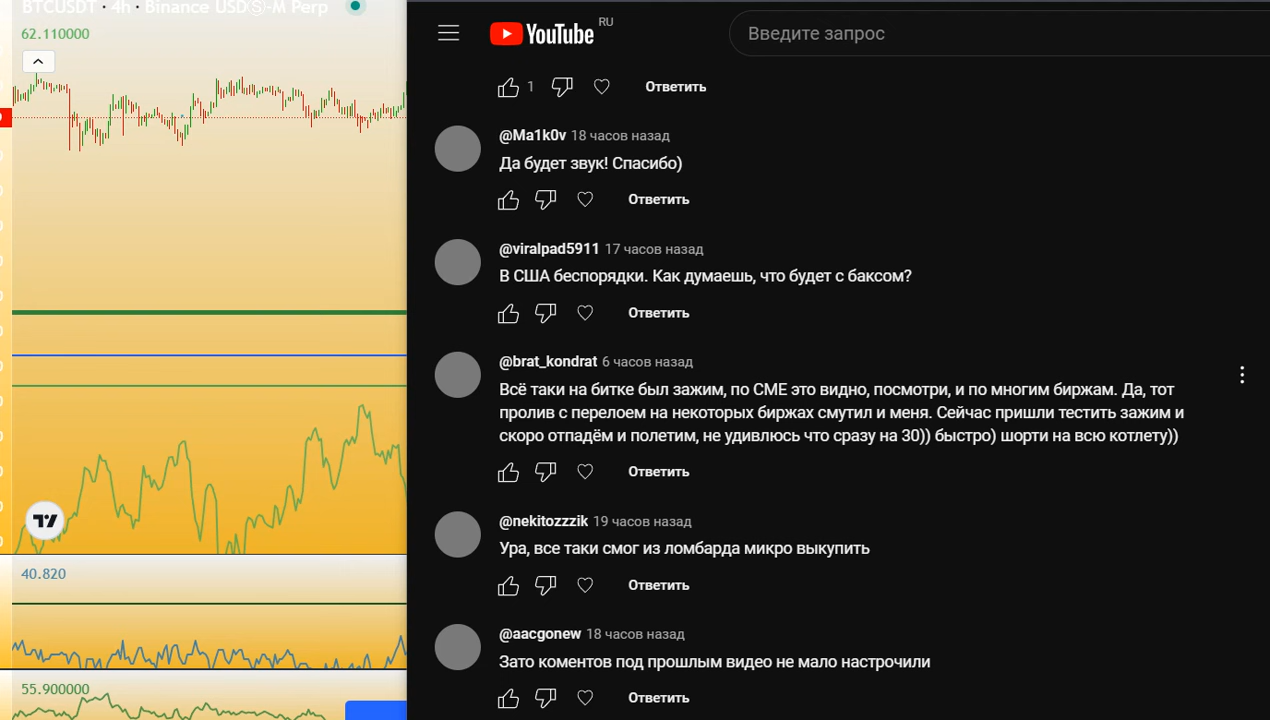 BTCUSDT · 4h · Binance USDⓈ-M Perp
62.110000
40.820
55.900000
YouTube RU
Введите запрос
1 Ответить
@Ma1k0v 18 часов назад
Да будет звук! Спасибо)
Ответить
@viralpad5911 17 часов назад
В США беспорядки. Как думаешь, что будет с баксом?
Ответить
@brat_kondrat 6 часов назад
Всё таки на битке был зажим, по CME это видно, посмотри, и по многим биржам. Да, тот
пролив с перелоем на некоторых биржах смутил и меня. Сейчас пришли тестить зажим и
скоро отпадём и полетим, не удивлюсь что сразу на 30)) быстро) шорти на всю котлету))
Ответить
@nekitozzzik 19 часов назад
Ура, все таки смог из ломбарда микро выкупить
Ответить
@aacgonew 18 часов назад
Зато коментов под прошлым видео не мало настрочили
Ответить